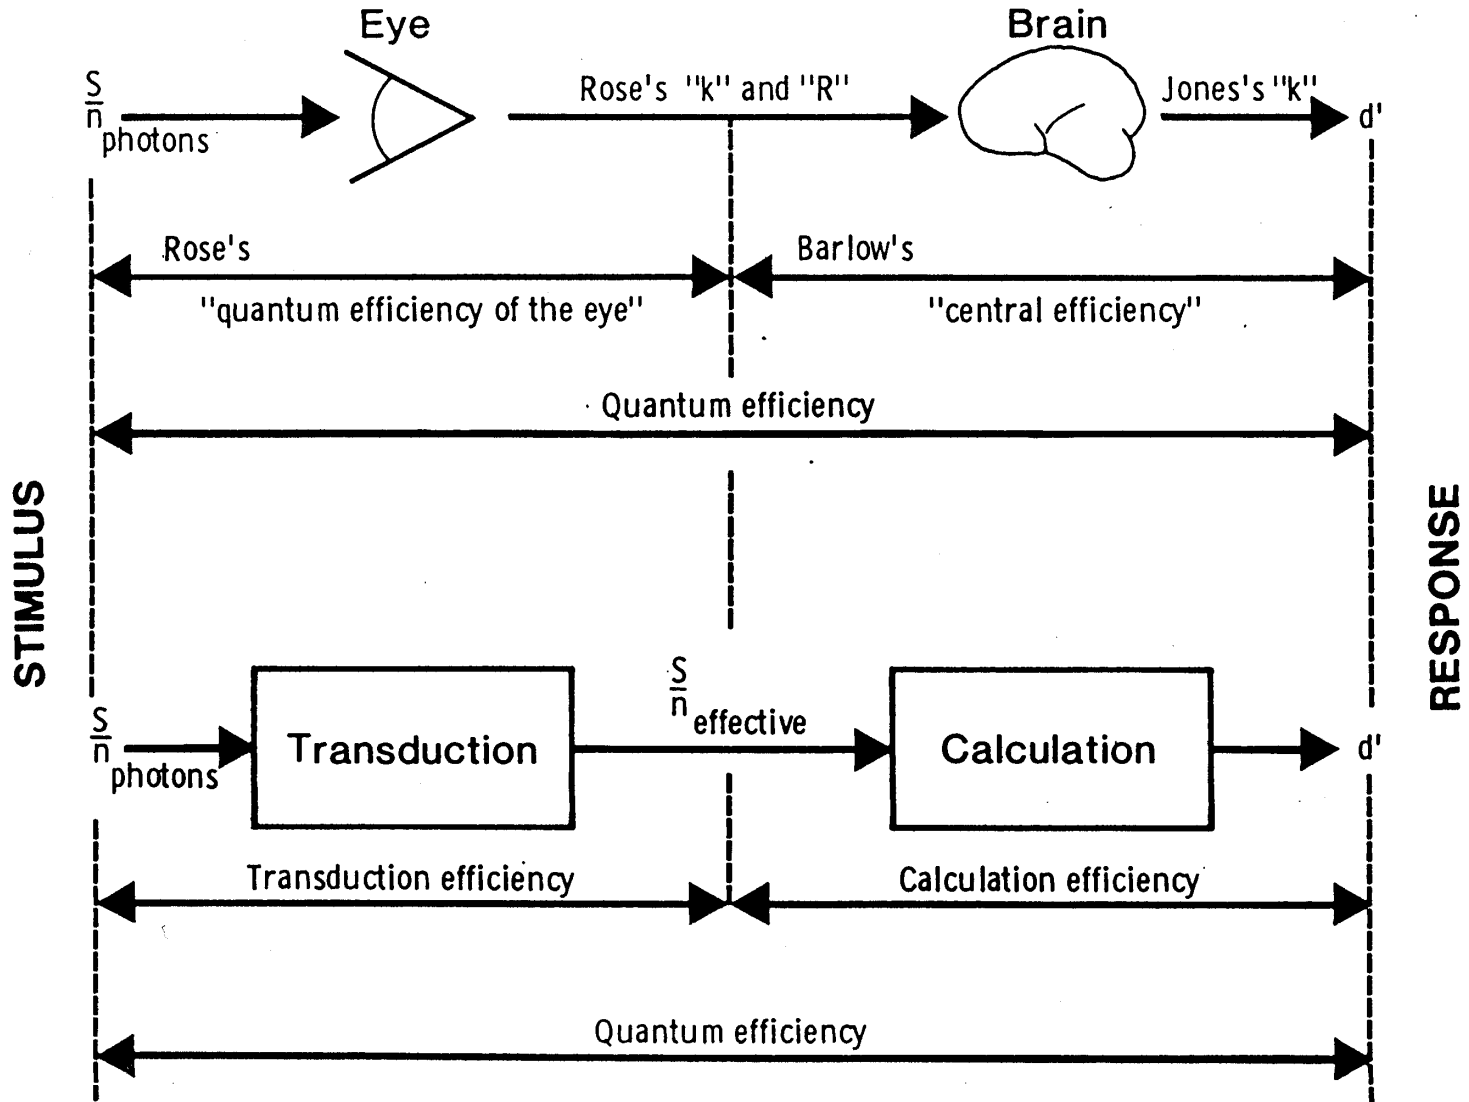 Eye
Brain
S
n
photons
Rose's "k" and "R"
Jones's "k"
d'
Rose's
"quantum efficiency of the eye"
Barlow's
"central efficiency"
Quantum efficiency
STIMULUS
RESPONSE
S
n
photons
Transduction
S
n
effective
Calculation
d'
Transduction efficiency
Calculation efficiency
Quantum efficiency